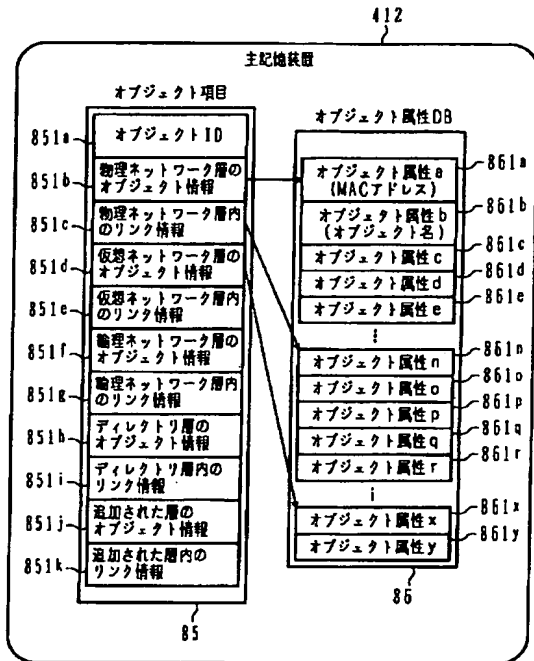 412
主記憶装置
オブジェクト項目
851a
オブジェクトID
851b
物理ネットワーク層の
オブジェクト情報
851c
物理ネットワーク層内
のリンク情報
851d
仮想ネットワーク層の
オブジェクト情報
851e
仮想ネットワーク層内
のリンク情報
851f
論理ネットワーク層の
オブジェクト情報
851g
論理ネットワーク層内
のリンク情報
851h
ディレクトリ層の
オブジェクト情報
851i
ディレクトリ層内の
リンク情報
851j
追加された層の
オブジェクト情報
851k
追加された層内の
リンク情報
85
オブジェクト属性DB
オブジェクト属性a
(MACアドレス)
861a
オブジェクト属性b
(オブジェクト名)
861b
オブジェクト属性c
861c
オブジェクト属性d
861d
オブジェクト属性e
861e
オブジェクト属性n
861n
オブジェクト属性o
861o
オブジェクト属性p
861p
オブジェクト属性q
861q
オブジェクト属性r
861r
オブジェクト属性x
861x
オブジェクト属性y
861y
86